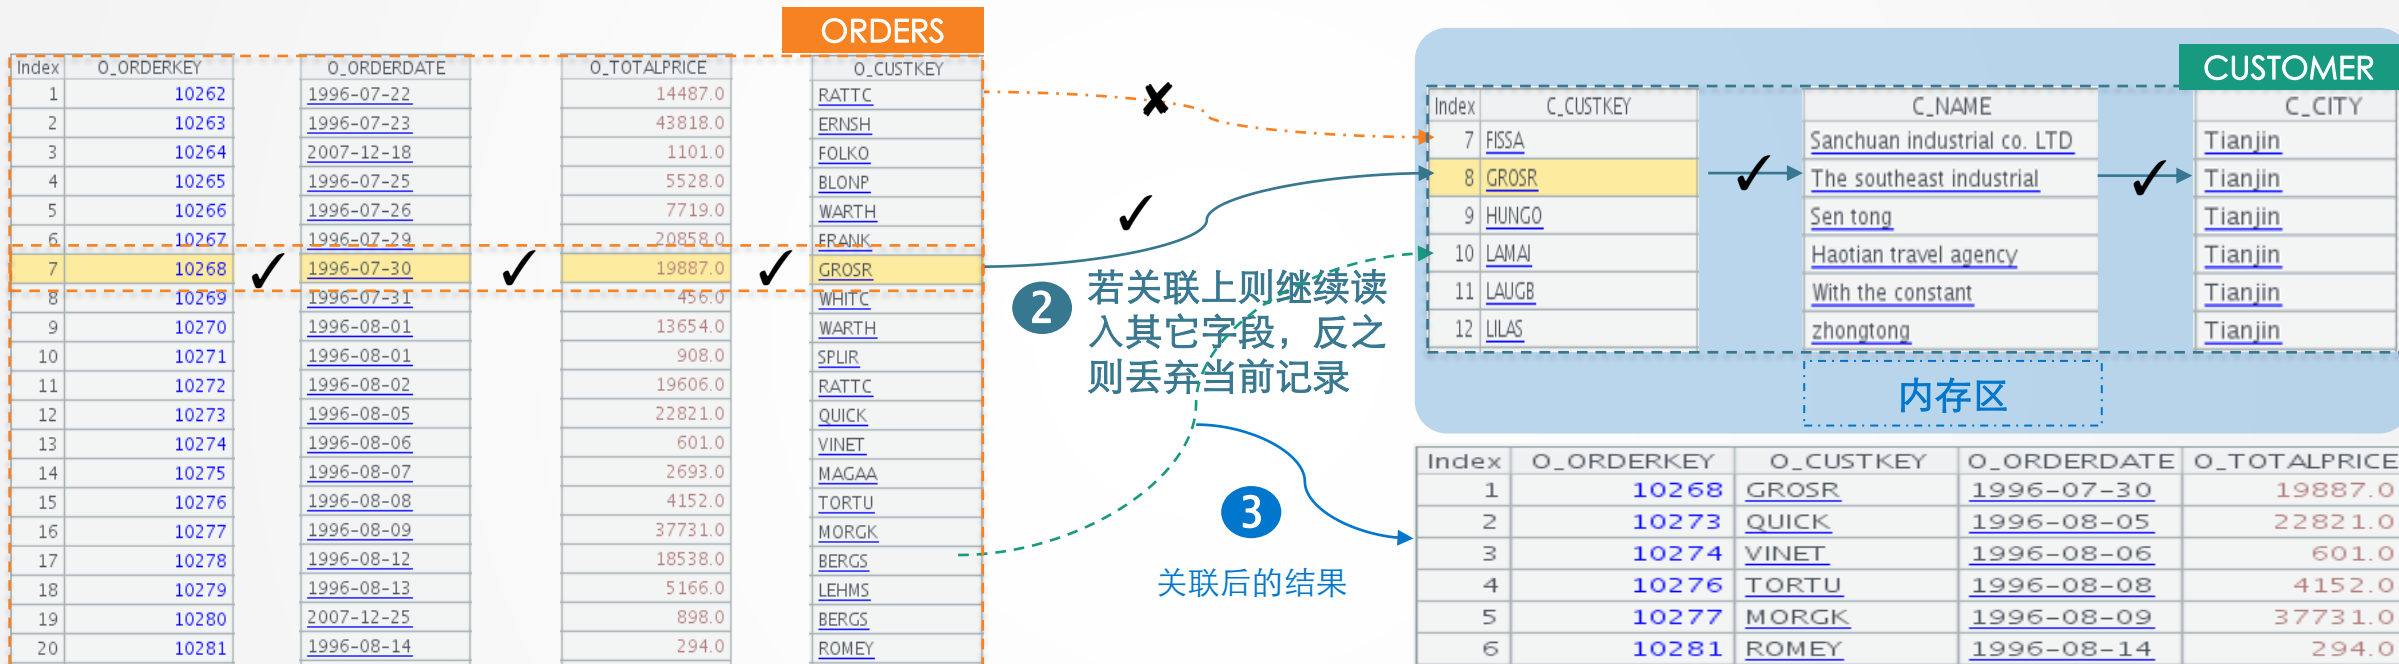 ORDERS
Index O_ORDERKEY O_ORDERDATE O_TOTALPRICE O_CUSTKEY
1 10262 1996-07-22 14487.0 RATTC
2 10263 1996-07-23 43818.0 ERNSH
3 10264 2007-12-18 1101.0 FOLKO
4 10265 1996-07-25 5528.0 BLONP
5 10266 1996-07-26 7719.0 WARTH
6 10267 1996-07-29 20858.0 FRANK
7 10268 1996-07-30 19887.0 GROSR
8 10269 1996-07-31 456.0 WHITC
9 10270 1996-08-01 13654.0 WARTH
10 10271 1996-08-01 908.0 SPLIR
11 10272 1996-08-02 19606.0 RATTC
12 10273 1996-08-05 22821.0 QUICK
13 10274 1996-08-06 601.0 VINET
14 10275 1996-08-07 2693.0 MAGAA
15 10276 1996-08-08 4152.0 TORTU
16 10277 1996-08-09 37731.0 MORGK
17 10278 1996-08-12 18538.0 BERGS
18 10279 1996-08-13 5166.0 LEHMS
19 10280 2007-12-25 898.0 BERGS
20 10281 1996-08-14 294.0 ROMEY
2 若关联上则继续读
入其它字段，反之
则丢弃当前记录
CUSTOMER
Index C_CUSTKEY C_NAME C_CITY
7 FISSA Sanchuan industrial co. LTD Tianjin
8 GROSR The southeast industrial Tianjin
9 HUNGO Sen tong Tianjin
10 LAMAI Haotian travel agency Tianjin
11 LAUGB With the constant Tianjin
12 LILAS zhongtong Tianjin
内存区
3
关联后的结果
Index O_ORDERKEY O_CUSTKEY O_ORDERDATE O_TOTALPRICE
1 10268 GROSR 1996-07-30 19887.0
2 10273 QUICK 1996-08-05 22821.0
3 10274 VINET 1996-08-06 601.0
4 10276 TORTU 1996-08-08 4152.0
5 10277 MORGK 1996-08-09 37731.0
6 10281 ROMEY 1996-08-14 294.0